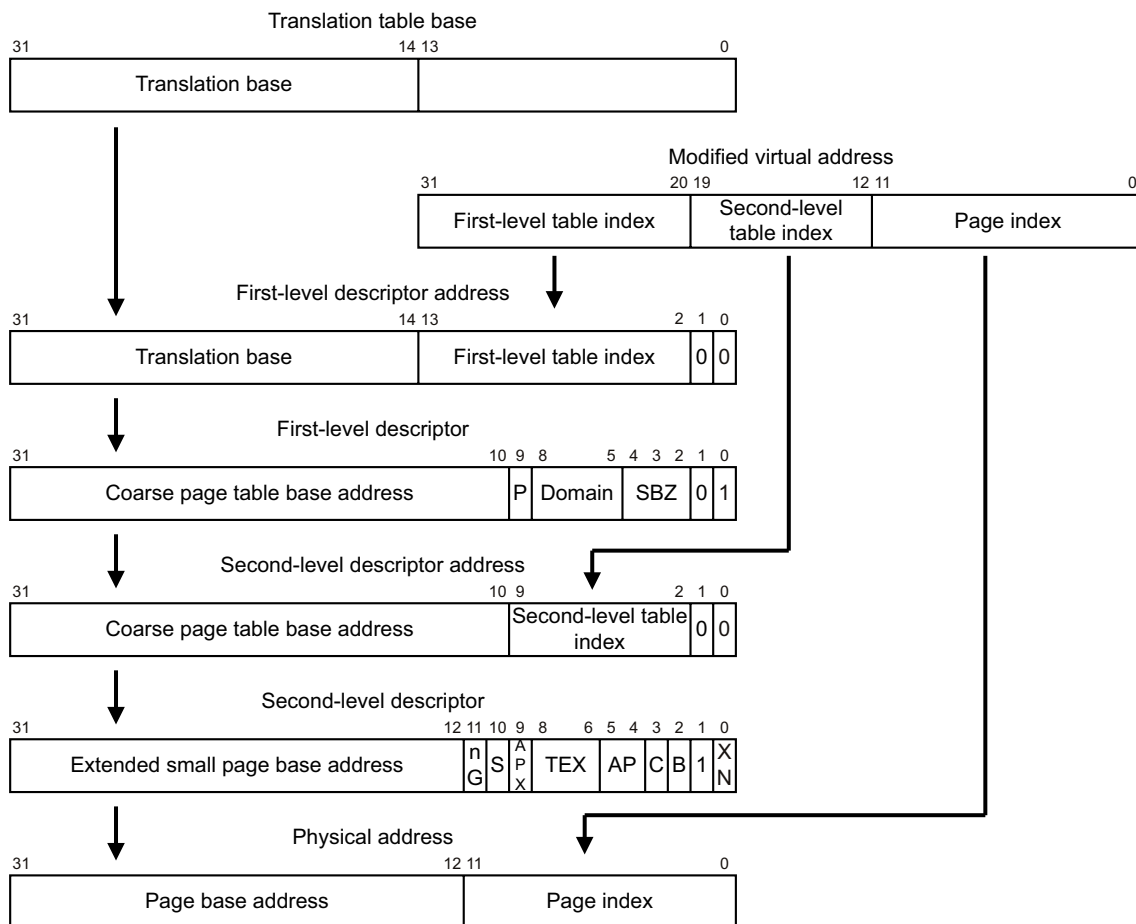 Translation table base
31 14 13 0
Translation base
Modified virtual address
31 20 19 12 11 0
First-level table index Second-level table index Page index
First-level descriptor address
31 14 13 2 1 0
Translation base First-level table index 0 0
First-level descriptor
31 10 9 8 5 4 3 2 1 0
Coarse page table base address P Domain SBZ 0 1
Second-level descriptor address
31 10 9 2 1 0
Coarse page table base address Second-level table index 0 0
Second-level descriptor
31 12 11 10 9 8 6 5 4 3 2 1 0
Extended small page base address nG S APX TEX AP C B 1 XN
Physical address
31 12 11 0
Page base address Page index